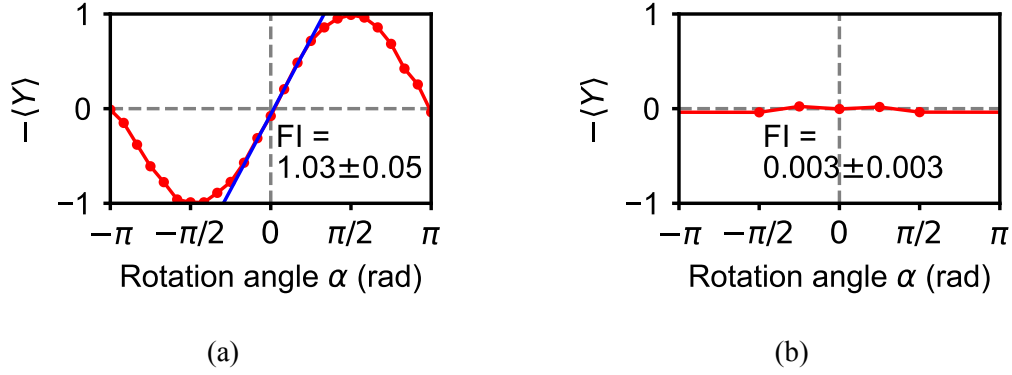 1
0
−1
−⟨Y⟩
FI =
1.03±0.05
−π
−π/2
0
π/2
π
Rotation angle α (rad)
(a)
1
0
−1
−⟨Y⟩
FI =
0.003±0.003
−π
−π/2
0
π/2
π
Rotation angle α (rad)
(b)